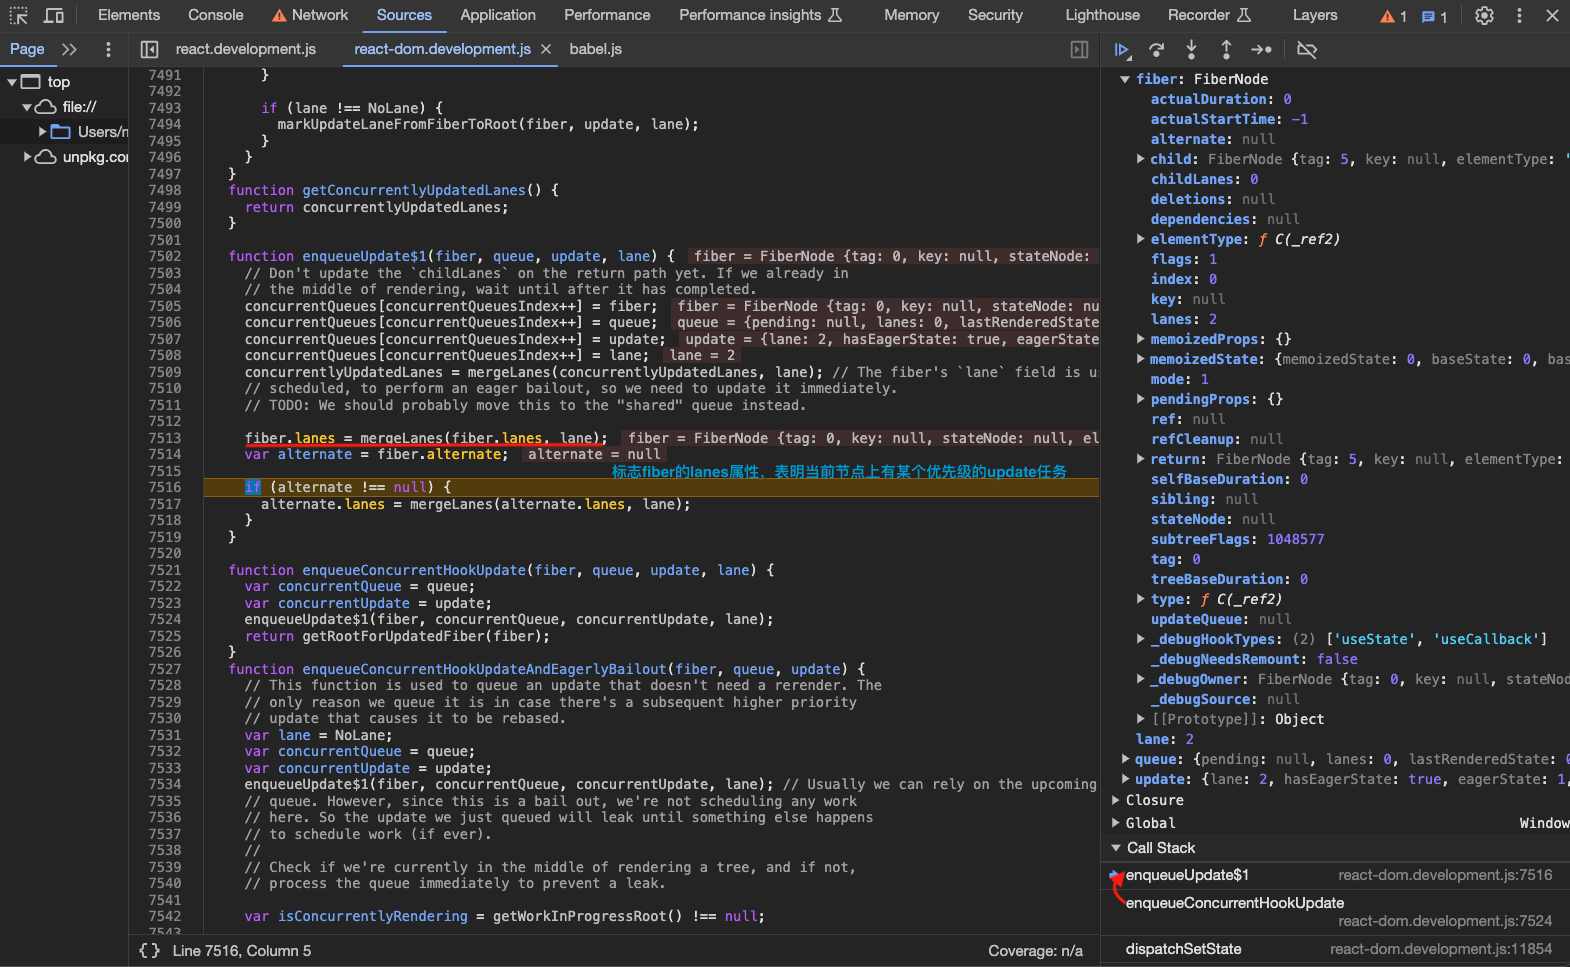 Elements Console Network Sources Application Performance Performance insights Memory Security Lighthouse Recorder Layers 1 1
Page react.development.js react-dom.development.js babel.js
top
file://
Users/n
unpkg.co
7491 }
7492
7493 if (lane !== NoLane) {
7494 markUpdateLaneFromFiberToRoot(fiber, update, lane);
7495 }
7496 }
7497 }
7498 function getConcurrentlyUpdatedLanes() {
7499 return concurrentlyUpdatedLanes;
7500 }
7501
7502 function enqueueUpdate$1(fiber, queue, update, lane) { fiber = FiberNode {tag: 0, key: null, stateNode:
7503 // Don't update the `childLanes` on the return path yet. If we already in
7504 // the middle of rendering, wait until after it has completed.
7505 concurrentQueues[concurrentQueuesIndex++] = fiber; fiber = FiberNode {tag: 0, key: null, stateNode: nu
7506 concurrentQueues[concurrentQueuesIndex++] = queue; queue = {pending: null, lanes: 0, lastRenderedState
7507 concurrentQueues[concurrentQueuesIndex++] = update; update = {lane: 2, hasEagerState: true, eagerState
7508 concurrentQueues[concurrentQueuesIndex++] = lane; lane = 2
7509 concurrentlyUpdatedLanes = mergeLanes(concurrentlyUpdatedLanes, lane); // The fiber's `lane` field is u
7510 // scheduled, to perform an eager bailout, so we need to update it immediately.
7511 // TODO: We should probably move this to the "shared" queue instead.
7512
7513 fiber.lanes = mergeLanes(fiber.lanes, lane); fiber = FiberNode {tag: 0, key: null, stateNode: null, el
7514 var alternate = fiber.alternate; alternate = null
7515 标志fiber的lanes属性，表明当前节点上有某个优先级的update任务
7516 if (alternate !== null) {
7517 alternate.lanes = mergeLanes(alternate.lanes, lane);
7518 }
7519 }
7520
7521 function enqueueConcurrentHookUpdate(fiber, queue, update, lane) {
7522 var concurrentQueue = queue;
7523 var concurrentUpdate = update;
7524 enqueueUpdate$1(fiber, concurrentQueue, concurrentUpdate, lane);
7525 return getRootForUpdatedFiber(fiber);
7526 }
7527 function enqueueConcurrentHookUpdateAndEagerlyBailout(fiber, queue, update) {
7528 // This function is used to queue an update that doesn't need a rerender. The
7529 // only reason we queue it is in case there's a subsequent higher priority
7530 // update that causes it to be rebased.
7531 var lane = NoLane;
7532 var concurrentQueue = queue;
7533 var concurrentUpdate = update;
7534 enqueueUpdate$1(fiber, concurrentQueue, concurrentUpdate, lane); // Usually we can rely on the upcoming
7535 // queue. However, since this is a bail out, we're not scheduling any work
7536 // here. So the update we just queued will leak until something else happens
7537 // to schedule work (if ever).
7538 //
7539 // Check if we're currently in the middle of rendering a tree, and if not,
7540 // process the queue immediately to prevent a leak.
7541
7542 var isConcurrentlyRendering = getWorkInProgressRoot() !== null;
7543
{} Line 7516, Column 5 Coverage: n/a
fiber: FiberNode
actualDuration: 0
actualStartTime: -1
alternate: null
child: FiberNode {tag: 5, key: null, elementType: '
childLanes: 0
deletions: null
dependencies: null
elementType: ƒ C(_ref2)
flags: 1
index: 0
key: null
lanes: 2
memoizedProps: {}
memoizedState: {memoizedState: 0, baseState: 0, bas
mode: 1
pendingProps: {}
ref: null
refCleanup: null
return: FiberNode {tag: 5, key: null, elementType:
selfBaseDuration: 0
sibling: null
stateNode: null
subtreeFlags: 1048577
tag: 0
treeBaseDuration: 0
type: ƒ C(_ref2)
updateQueue: null
_debugHookTypes: (2) ['useState', 'useCallback']
_debugNeedsRemount: false
_debugOwner: FiberNode {tag: 0, key: null, stateNod
_debugSource: null
[[Prototype]]: Object
lane: 2
queue: {pending: null, lanes: 0, lastRenderedState: 0
update: {lane: 2, hasEagerState: true, eagerState: 1,
Closure
Global Window
Call Stack
enqueueUpdate$1 react-dom.development.js:7516
enqueueConcurrentHookUpdate
react-dom.development.js:7524
dispatchSetState react-dom.development.js:11854